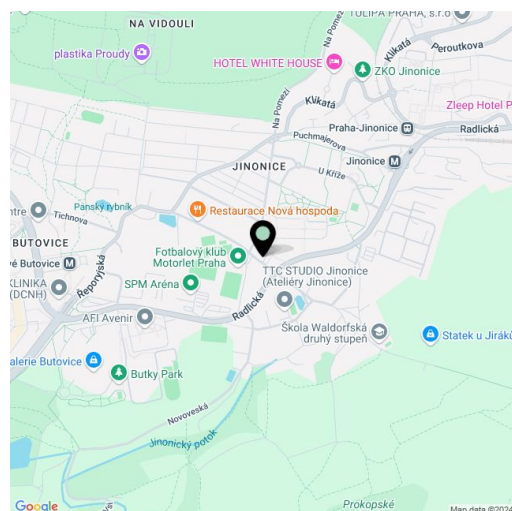 NA VIDOULI
TULIPA PRAHA, s.r.o
Klikatá
Peroutkova
plastika Proudy
HOTEL WHITE HOUSE
Na Pomezí
ZKO Jinonice
Klikatá
Zleep Hotel P
Na Pomezí
Praha-Jinonice
Radlická
Puchmajerova
JINONICE
Jinonice
U Kříže
Panský rybník
ntre
Tichnova
Restaurace Nová hospoda
BUTOVICE
Fotbalový klub
Motorlet Praha
vé Butovice
Řeporyjská
TTC STUDIO Jinonice
(Ateliéry Jinonice)
KLINIKA
(DCNH)
SPM Aréna
Radlická
AFI Avenir
Škola Waldorfská
druhý stupeň
Statek u Jiráků
alerie Butovice
Butky Park
Novoveská
Jinonický potok
Prokopské
Google
Map data ©2024